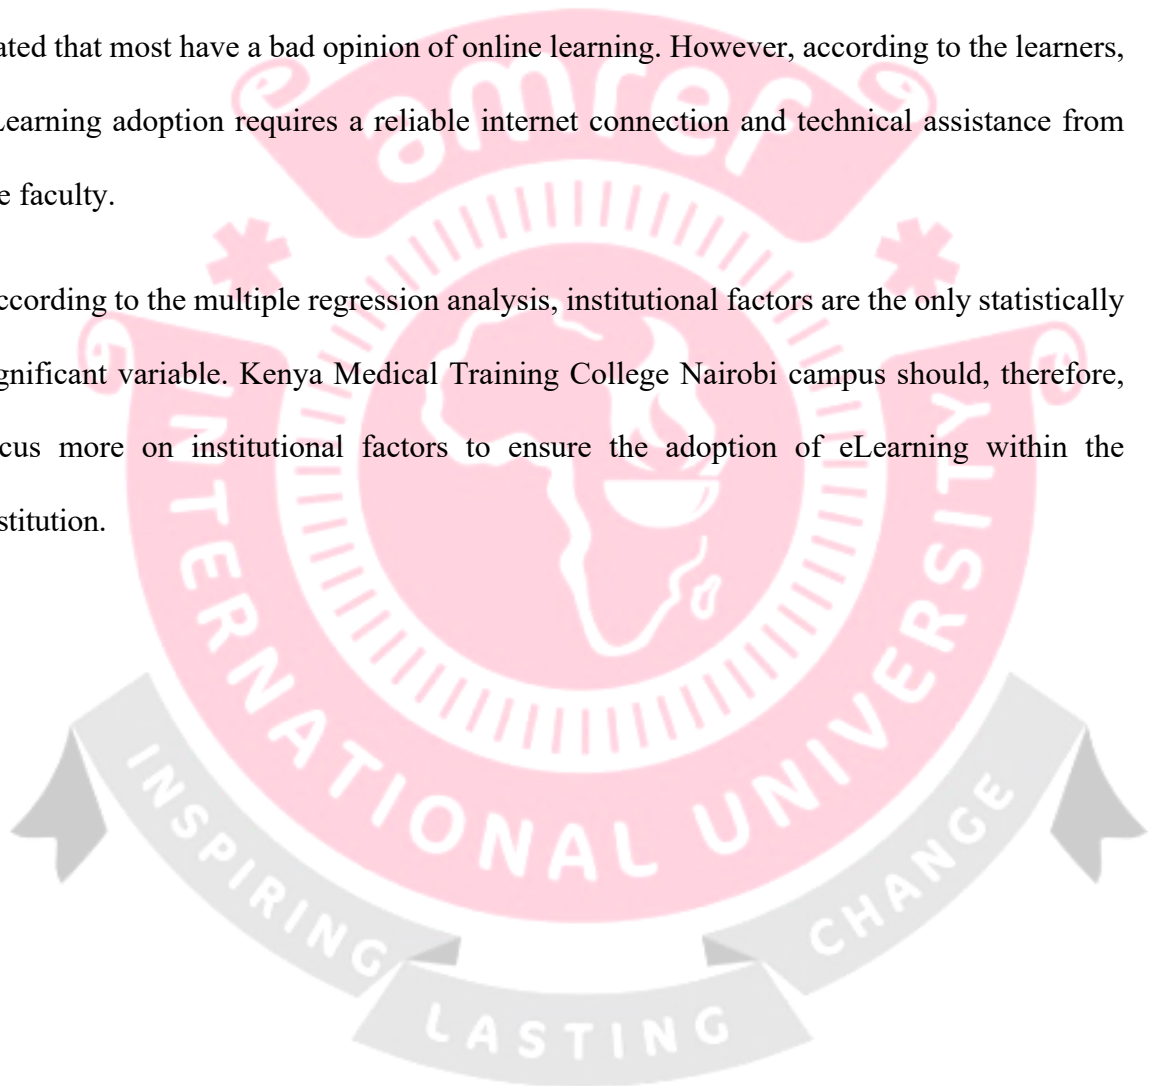 ated that most have a bad opinion of online learning. However, according to the learners,
Learning adoption requires a reliable internet connection and technical assistance from
e faculty.
ccording to the multiple regression analysis, institutional factors are the only statistically
gnificant variable. Kenya Medical Training College Nairobi campus should, therefore,
cus more on institutional factors to ensure the adoption of eLearning within the
stitution.
amref
INTERNATIONAL UNIVERSITY
INSPIRING LASTING CHANGE